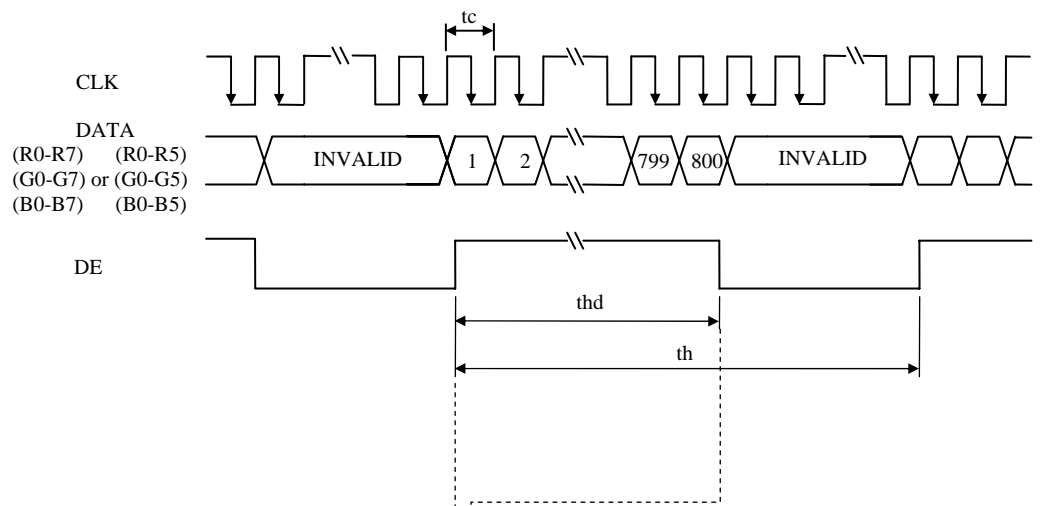 tc
CLK
DATA
(R0-R7) (R0-R5)
(G0-G7) or (G0-G5)
(B0-B7) (B0-B5)
INVALID 1 2 799 800 INVALID
DE
thd
th